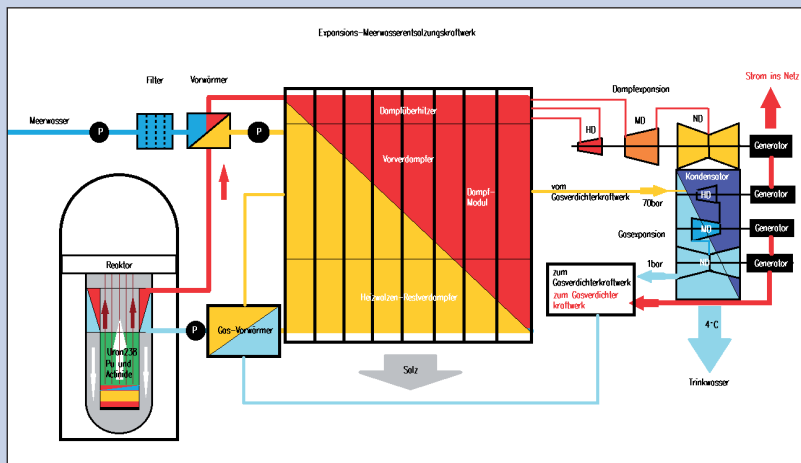 Expansions-Meerwasserentsalzungskraftwerk
Strom ins Netz
Filter
Vorwärmer
Dampfexpansion
Meerwasser
P
P
Dampfüberhitzer
HD
MD
ND
Generator
Vorverdampfer
Dampf-
Modul
vom
Gasverdichterkraftwerk
70bar
Kondensator
HD
Generator
Gasexpansion
MD
Generator
1bar
ND
Generator
Reaktor
zum
Gasverdichterkraftwerk
zum Gasverdichter
kraftwerk
Heizwalzen-Restverdampfer
P
Gas-Vorwärmer
Uran238
Pu und
Actinide
Salz
4°C
Trinkwasser